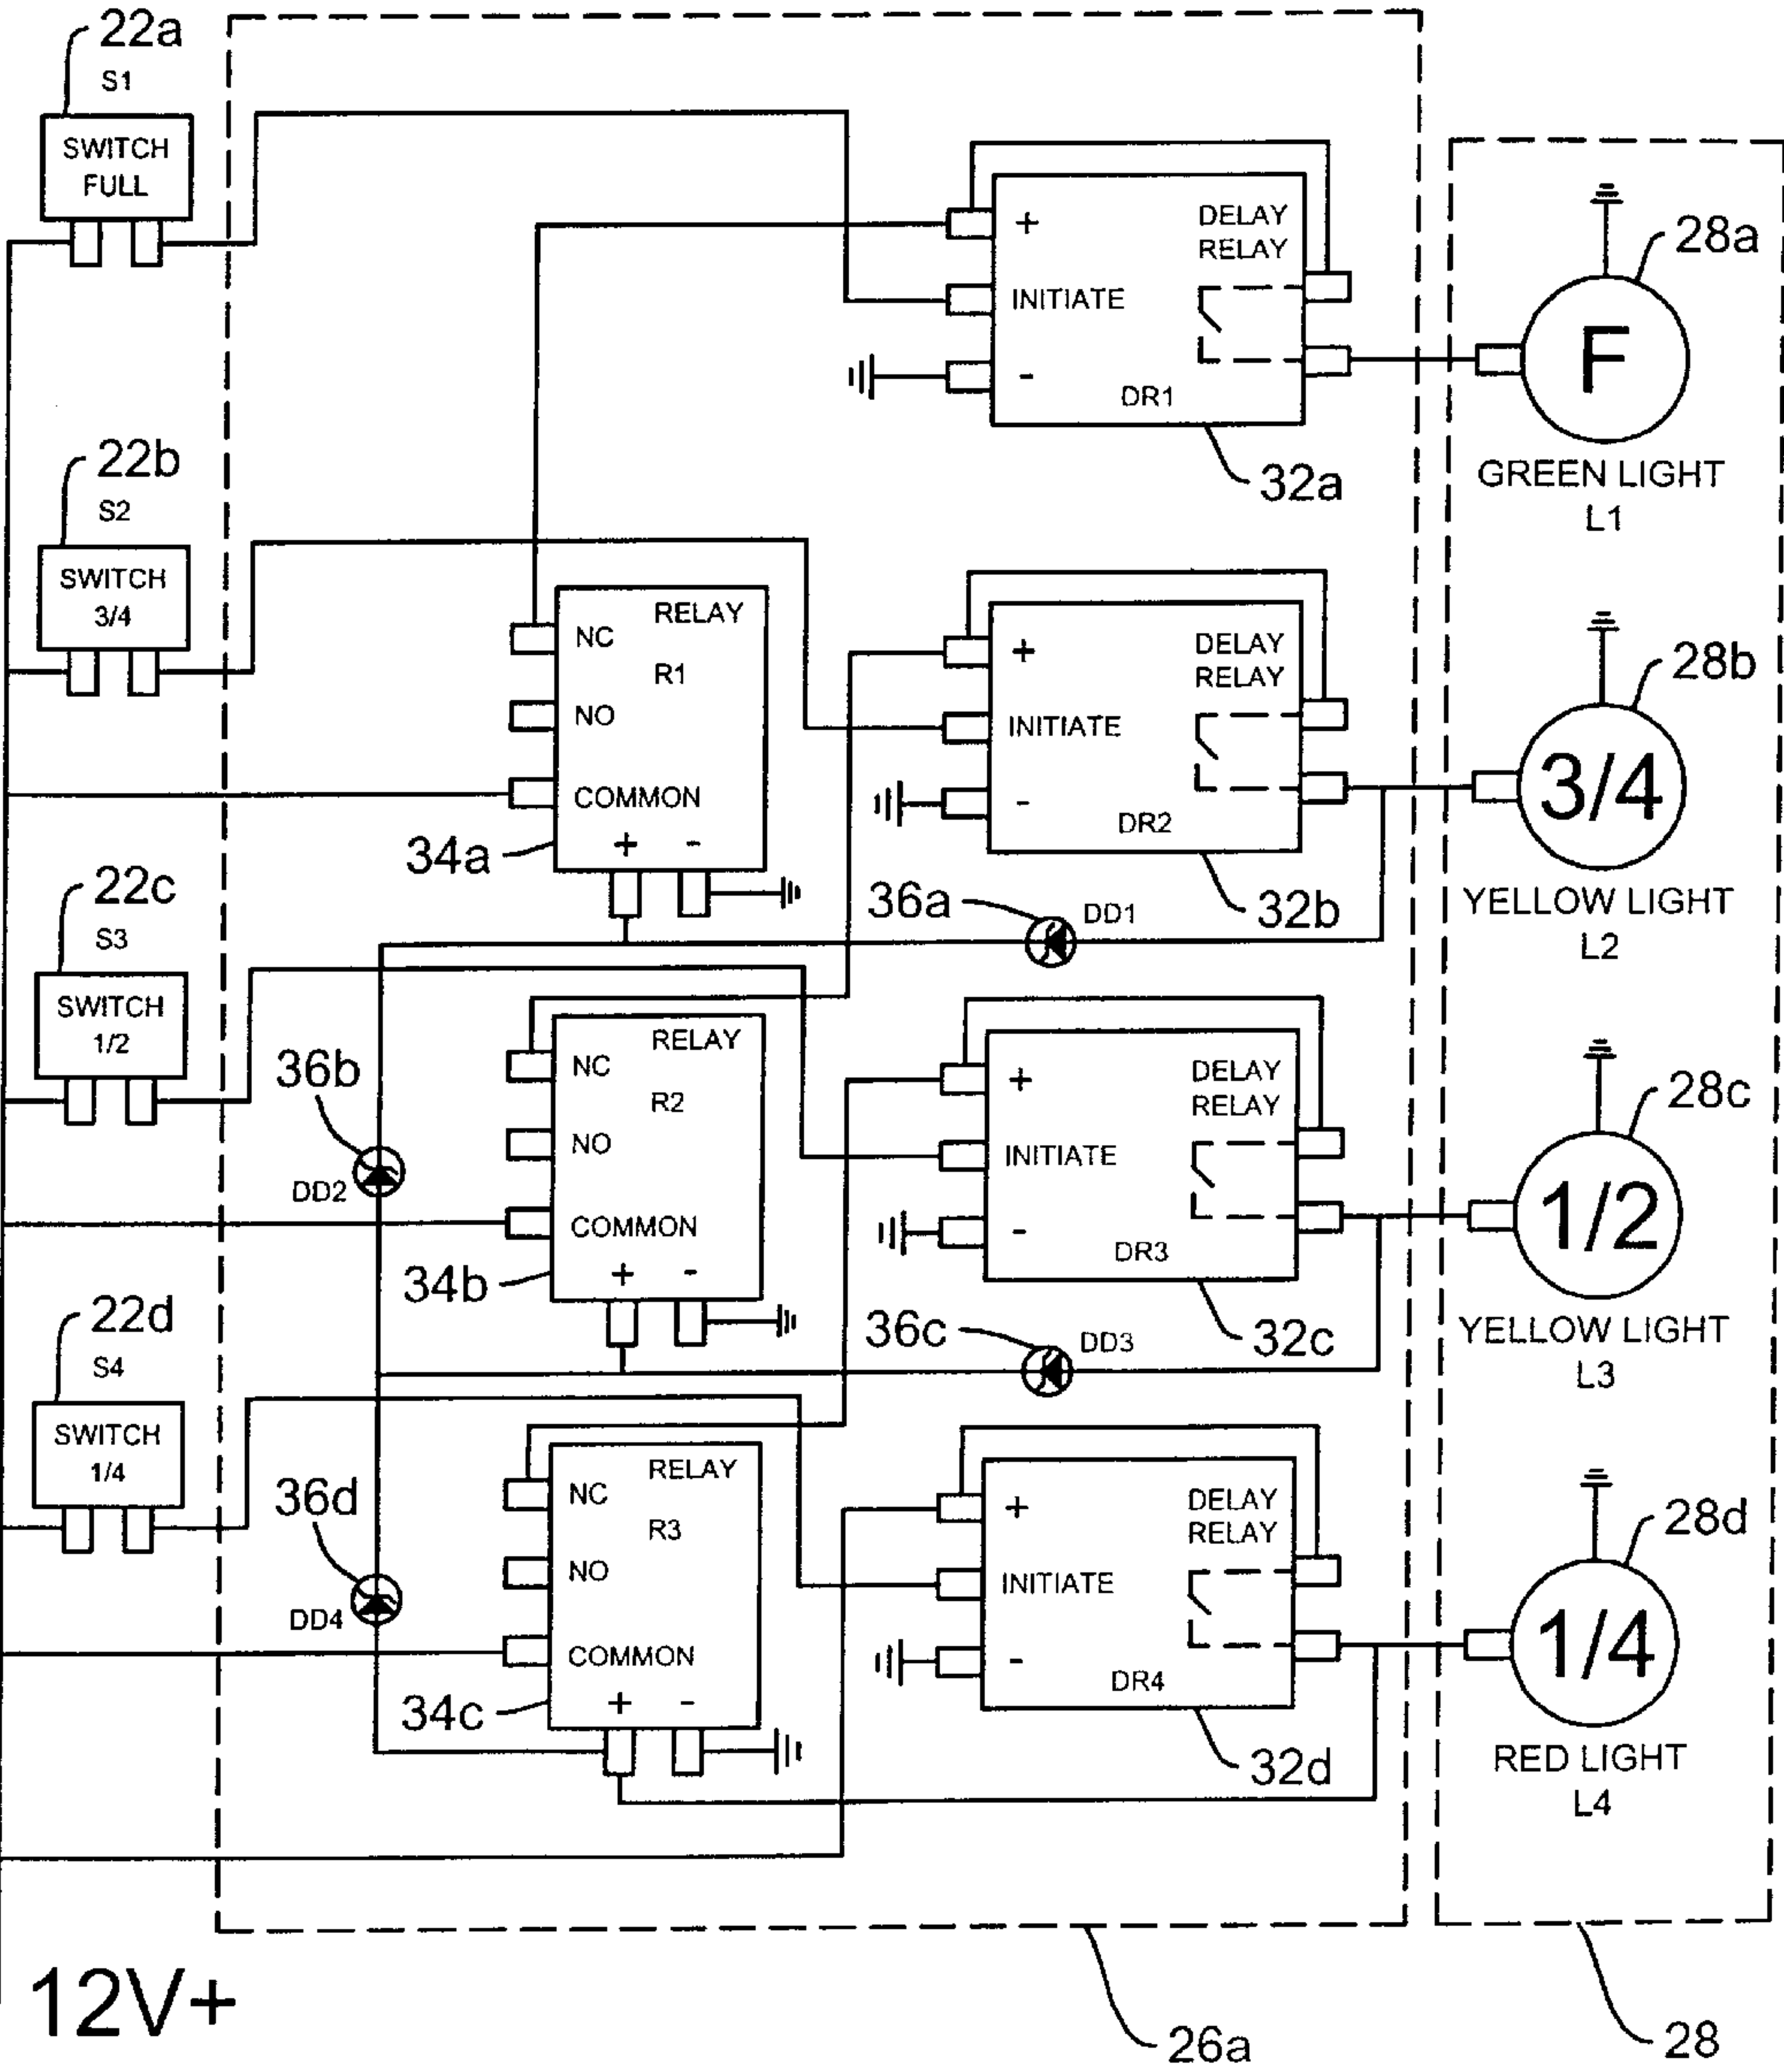 22a
S1
SWITCH
FULL
+
DELAY
RELAY
INITIATE
-
DR1
32a
28a
F
GREEN LIGHT
L1
22b
S2
SWITCH
3/4
RELAY
NC
R1
NO
COMMON
+ -
34a
+
DELAY
RELAY
INITIATE
-
DR2
32b
28b
3/4
YELLOW LIGHT
L2
36a
DD1
22c
S3
SWITCH
1/2
36b
DD2
RELAY
NC
R2
NO
COMMON
+ -
34b
+
DELAY
RELAY
INITIATE
-
DR3
32c
28c
1/2
YELLOW LIGHT
L3
36c
DD3
22d
S4
SWITCH
1/4
36d
DD4
RELAY
NC
R3
NO
COMMON
+ -
34c
+
DELAY
RELAY
INITIATE
-
DR4
32d
28d
1/4
RED LIGHT
L4
12V+
26a
28